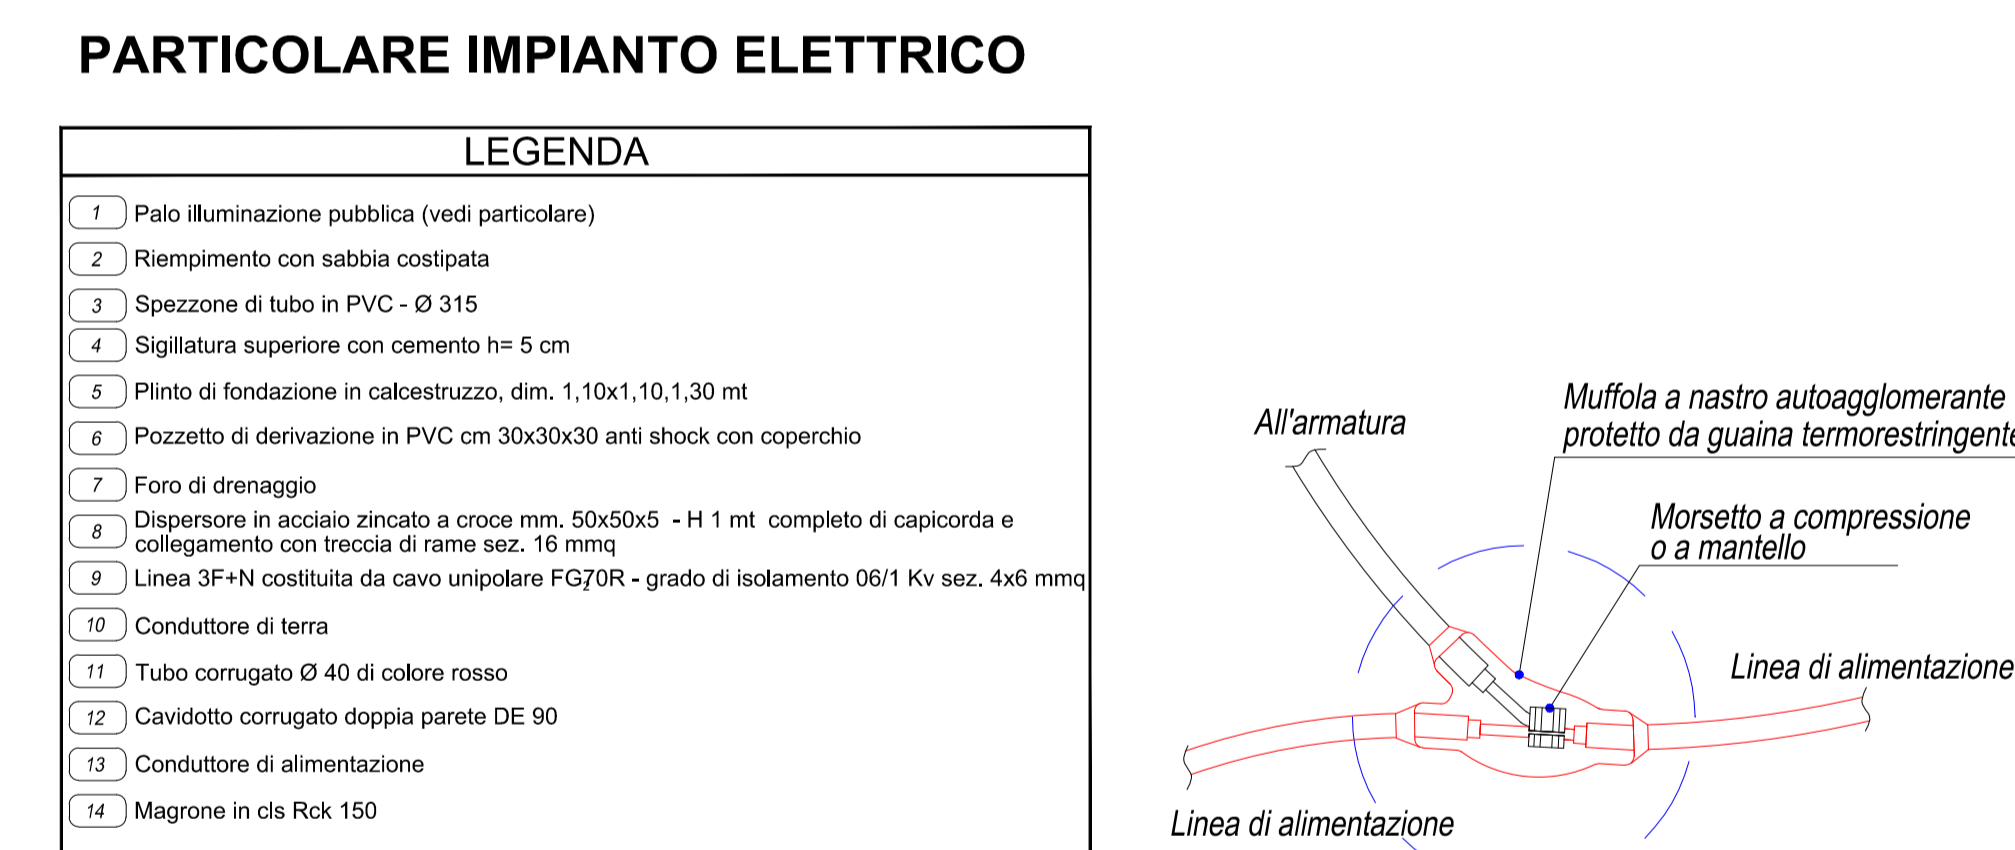 PARTICOLARE IMPIANTO ELETTRICO
LEGENDA
1 Palo illuminazione pubblica (vedi particolare)
2 Riempimento con sabbia costipata
3 Spezzone di tubo in PVC - Ø 315
4 Sigillatura superiore con cemento h= 5 cm
5 Plinto di fondazione in calcestruzzo, dim. 1,10x1,10,1,30 mt
6 Pozzetto di derivazione in PVC cm 30x30x30 anti shock con coperchio
7 Foro di drenaggio
8 Dispersore in acciaio zincato a croce mm. 50x50x5 - H 1 mt completo di capicorda e
collegamento con treccia di rame sez. 16 mmq
9 Linea 3F+N costituita da cavo unipolare FG70R - grado di isolamento 06/1 Kv sez. 4x6 mmq
10 Conduttore di terra
11 Tubo corrugato Ø 40 di colore rosso
12 Cavidotto corrugato doppia parete DE 90
13 Conduttore di alimentazione
14 Magrone in cls Rck 150
All'armatura
Muffola a nastro autoagglomerante
protetto da guaina termorestringente
Morsetto a compressione
o a mantello
Linea di alimentazione
Linea di alimentazione